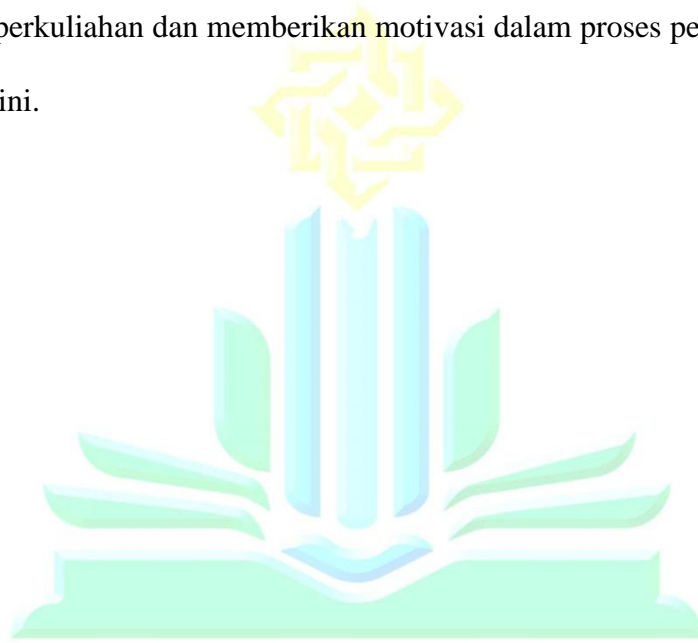 perkuliahan dan memberikan motivasi dalam proses pe
ini.